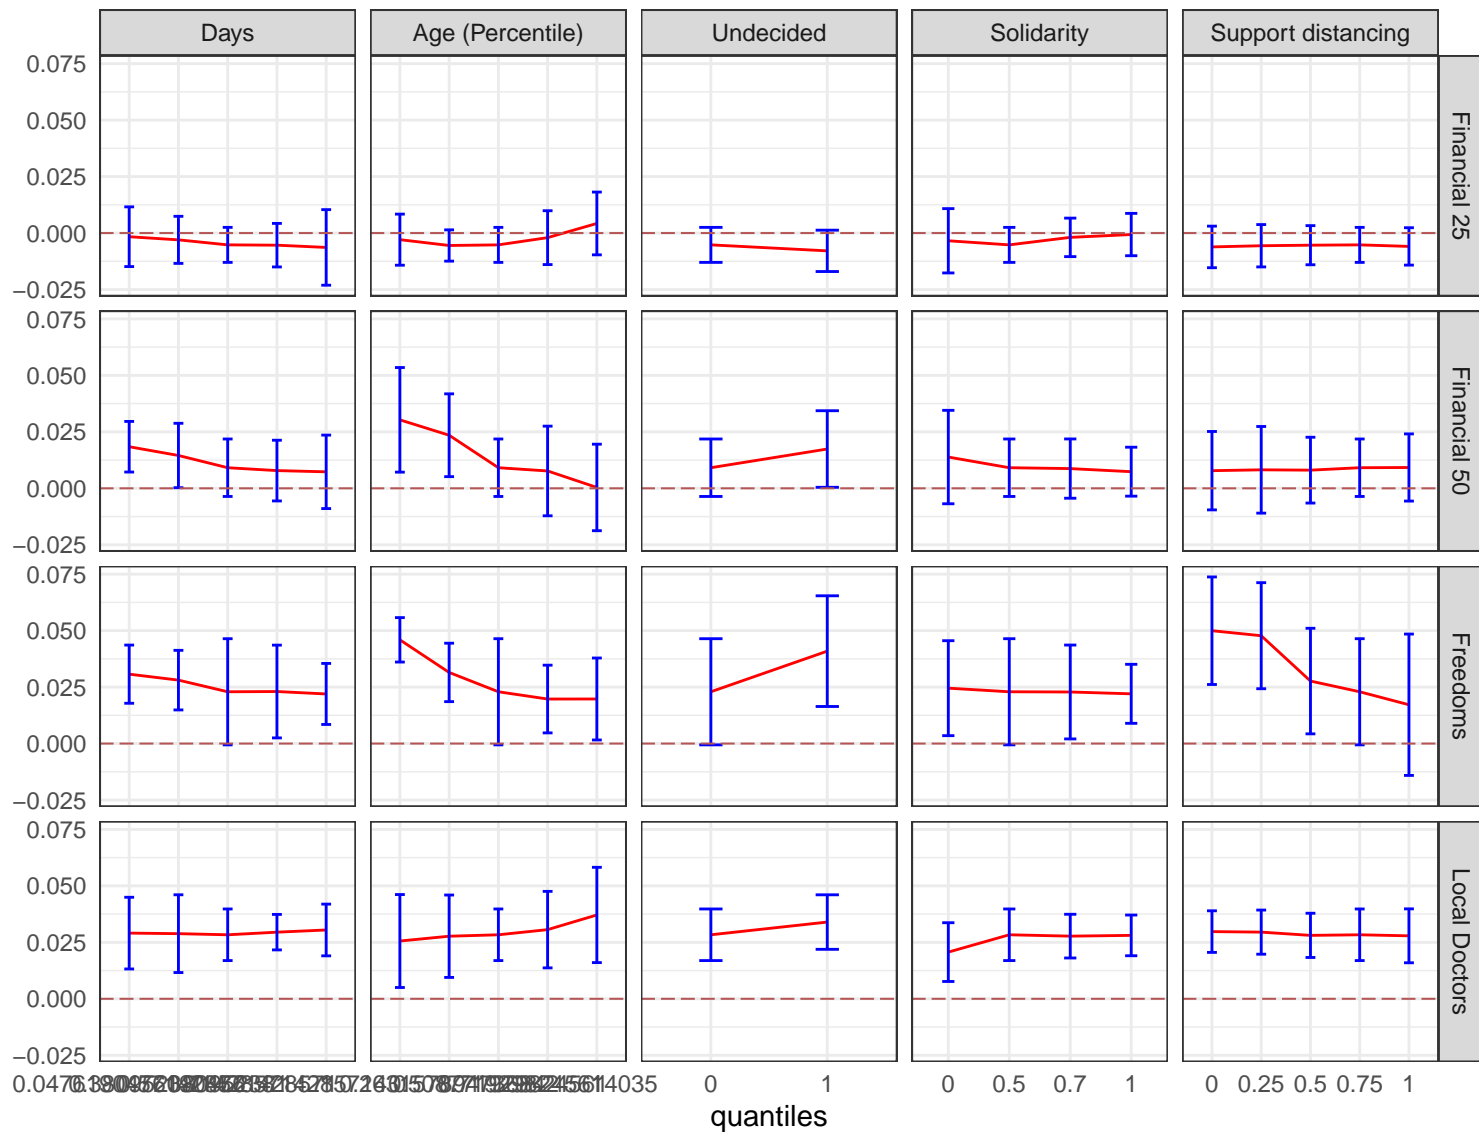 Days Age (Percentile) Undecided Solidarity Support distancing
0.075
0.050
0.025
0.000
−0.025
Financial 25
0.075
0.050
0.025
0.000
−0.025
Financial 50
0.075
0.050
0.025
0.000
−0.025
Freedoms
0.075
0.050
0.025
0.000
−0.025
Local Doctors
0 1 0 0.5 0.7 1 0 0.25 0.5 0.75 1
quantiles